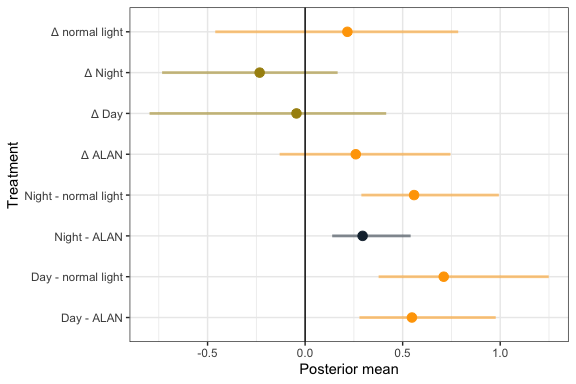 Δ normal light
Δ Night
Δ Day
Δ ALAN
Night - normal light
Night - ALAN
Day - normal light
Day - ALAN
Treatment
-0.5 0.0 0.5 1.0
Posterior mean